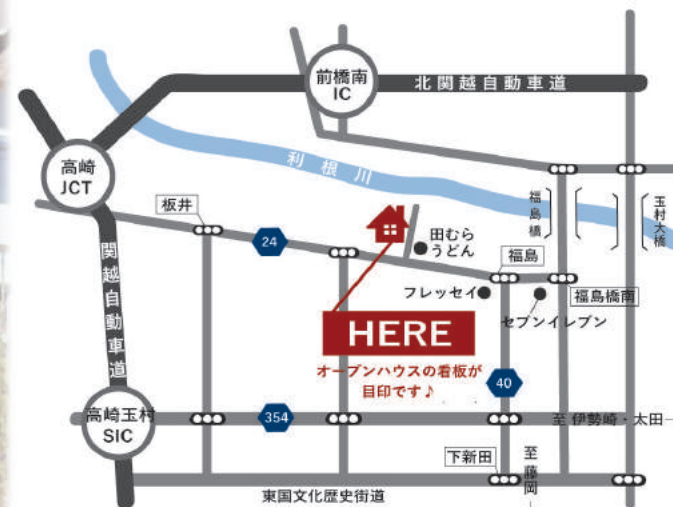 前橋南
IC
北関越自動車道
高崎
JCT
利根川
板井
福島橋
玉村大橋
24
田むら
うどん
福島
関越自動車道
フレッセイ
福島橋南
セブンイレブン
HERE
オープンハウスの看板が
目印です♪
40
高崎玉村
SIC
354
至 伊勢崎・太田
下新田
至 藤岡
東国文化歴史街道